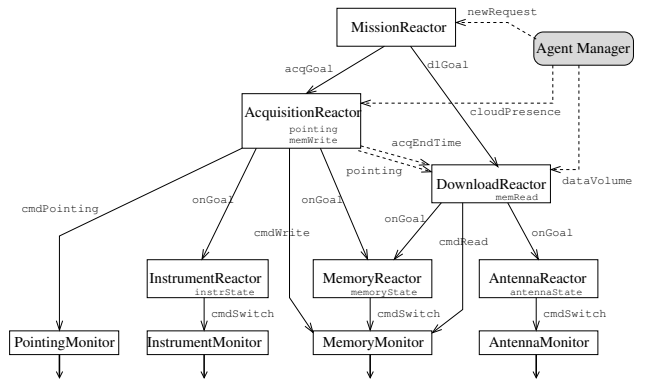 newRequest
MissionReactor
Agent Manager
acqGoal
dlGoal
AcquisitionReactor
pointing
memWrite
cloudPresence
acqEndTime
pointing
DownloadReactor
memRead
dataVolume
cmdPointing
onGoal
onGoal
onGoal
cmdWrite
cmdRead
onGoal
InstrumentReactor
instrState
MemoryReactor
memoryState
AntennaReactor
antennaState
cmdSwitch
cmdSwitch
cmdSwitch
PointingMonitor
InstrumentMonitor
MemoryMonitor
AntennaMonitor